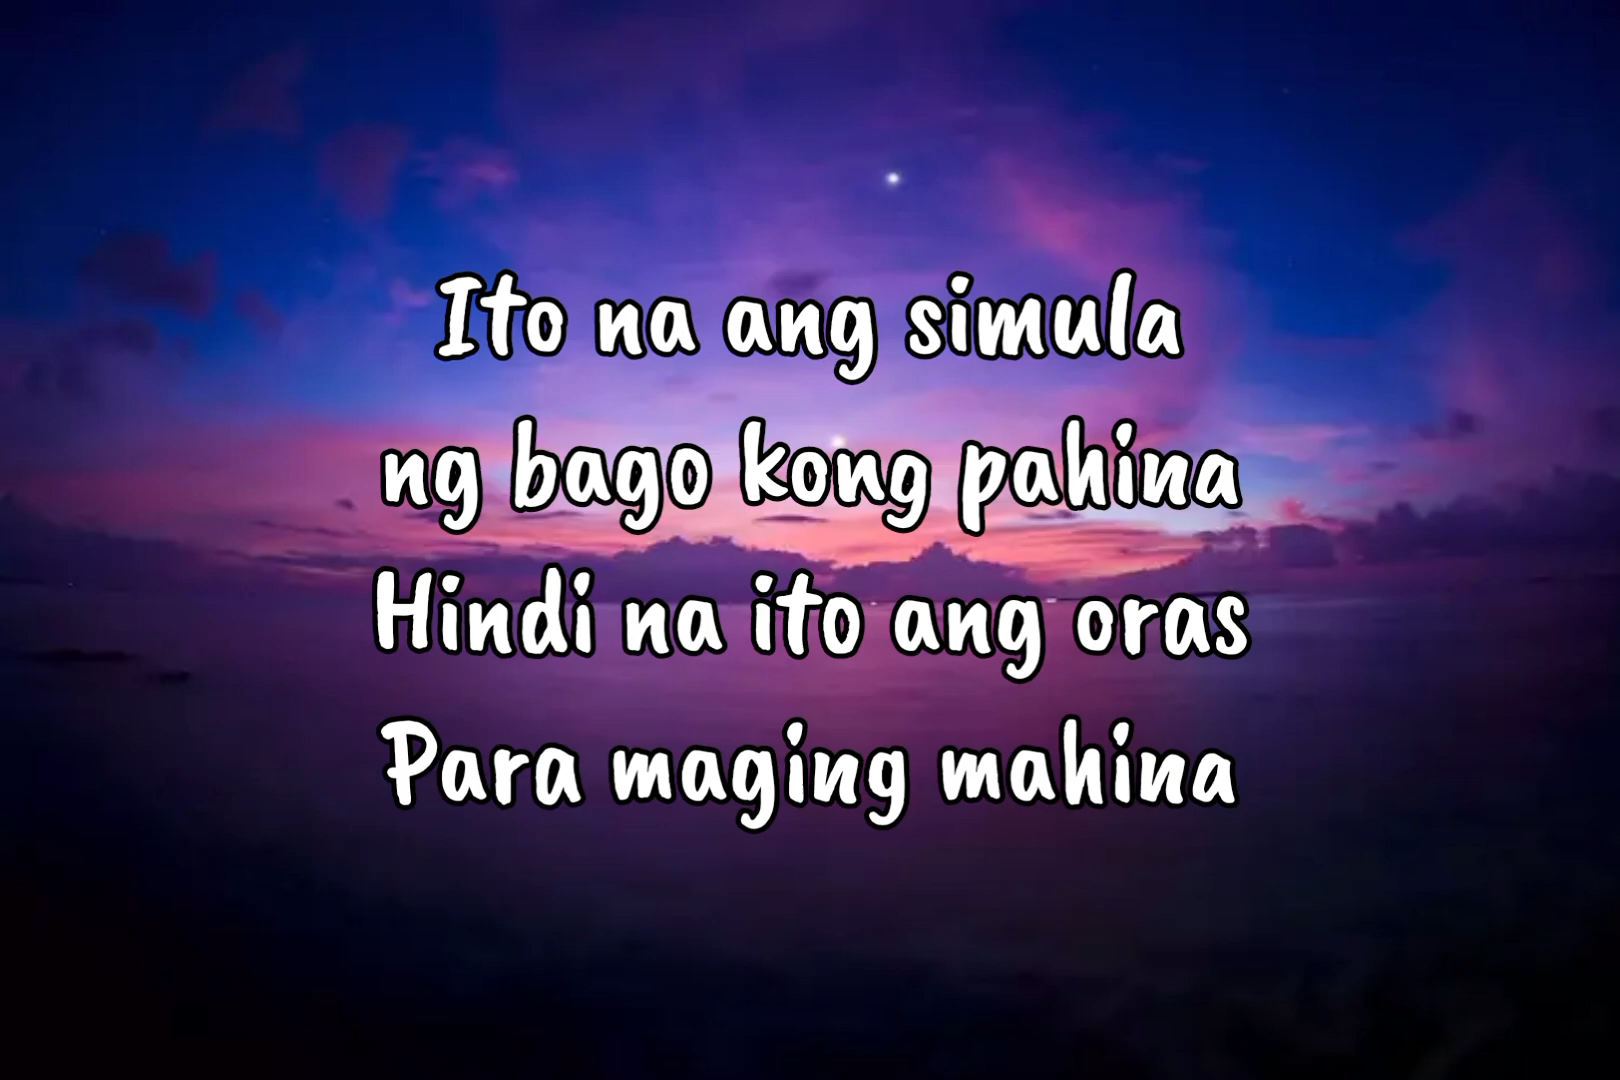 Ito na ang simula
ng bago kong pahina
Hindi na ito ang oras
Para maging mahina